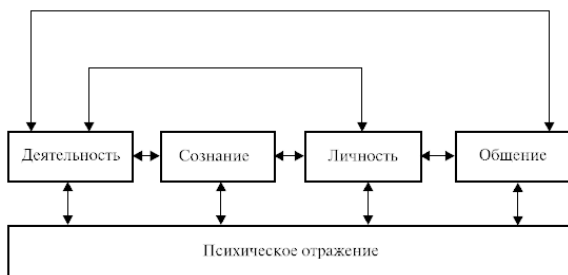 Деятельность
Сознание
Личность
Общение
Психическое отражение